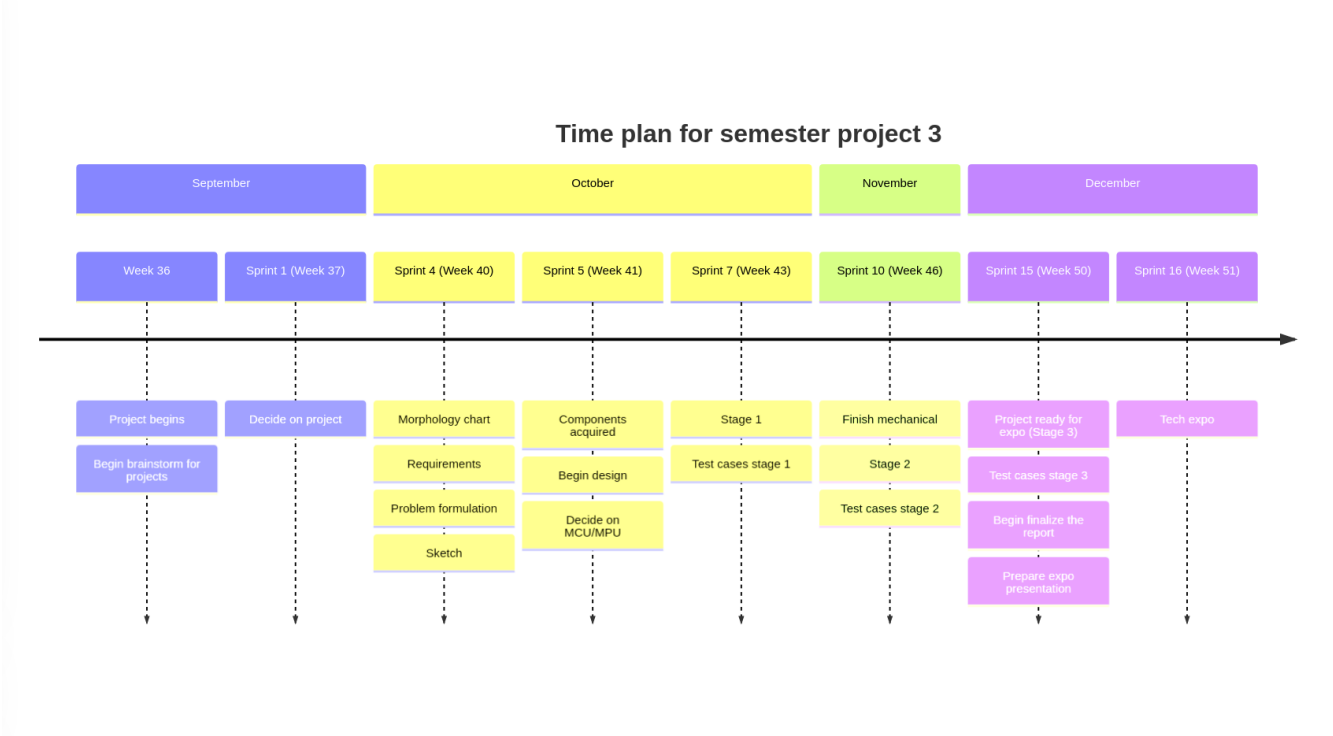 Time plan for semester project 3
September
October
November
December
Week 36
Sprint 1 (Week 37)
Sprint 4 (Week 40)
Sprint 5 (Week 41)
Sprint 7 (Week 43)
Sprint 10 (Week 46)
Sprint 15 (Week 50)
Sprint 16 (Week 51)
Project begins
Begin brainstorm for
projects
Decide on project
Morphology chart
Requirements
Problem formulation
Sketch
Components
acquired
Begin design
Decide on
MCU/MPU
Stage 1
Test cases stage 1
Finish mechanical
Stage 2
Test cases stage 2
Project ready for
expo (Stage 3)
Test cases stage 3
Begin finalize the
report
Prepare expo
presentation
Tech expo